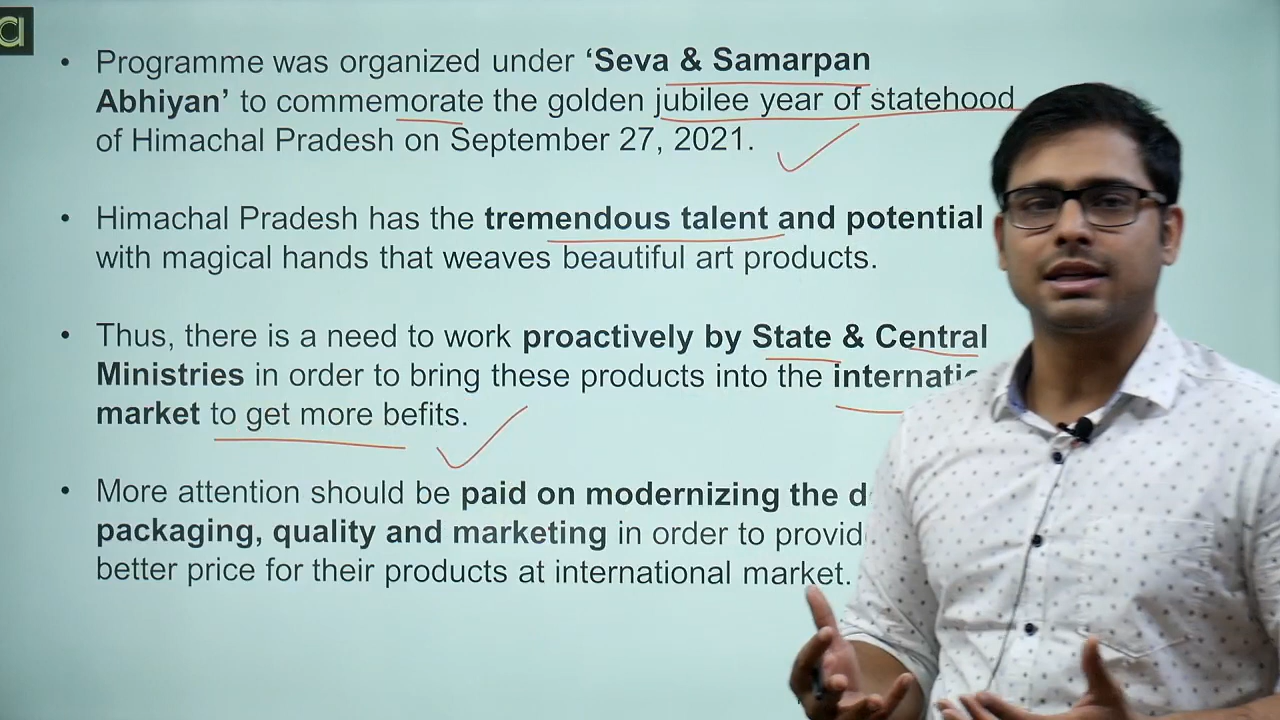 a
• Programme was organized under ‘Seva & Samarpan
Abhiyan’ to commemorate the golden jubilee year of statehood
of Himachal Pradesh on September 27, 2021.
• Himachal Pradesh has the tremendous talent and potential
with magical hands that weaves beautiful art products.
• Thus, there is a need to work proactively by State & Central
Ministries in order to bring these products into the
market to get more befits.
• More attention should be paid on modernizing the
packaging, quality and marketing in order to
better price for their products at international market.